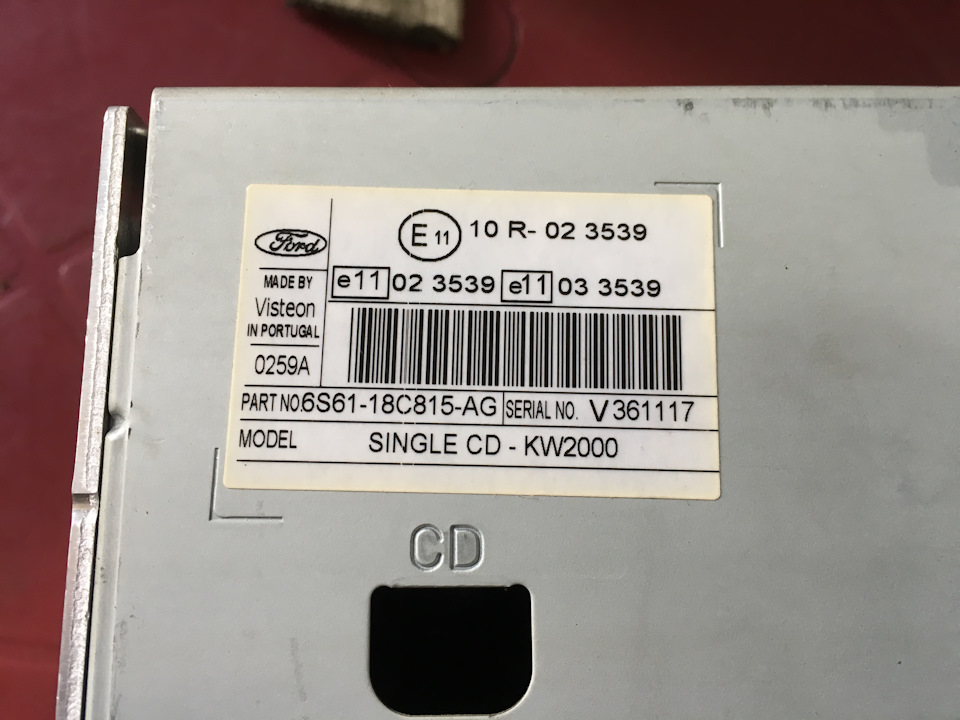 Ford
E 11 10 R- 02 3539
MADE BY
Visteon
IN PORTUGAL
0259A
e11 02 3539 e11 03 3539
PART NO. 6S61-18C815-AG SERIAL NO. V361117
MODEL SINGLE CD - KW2000
CD